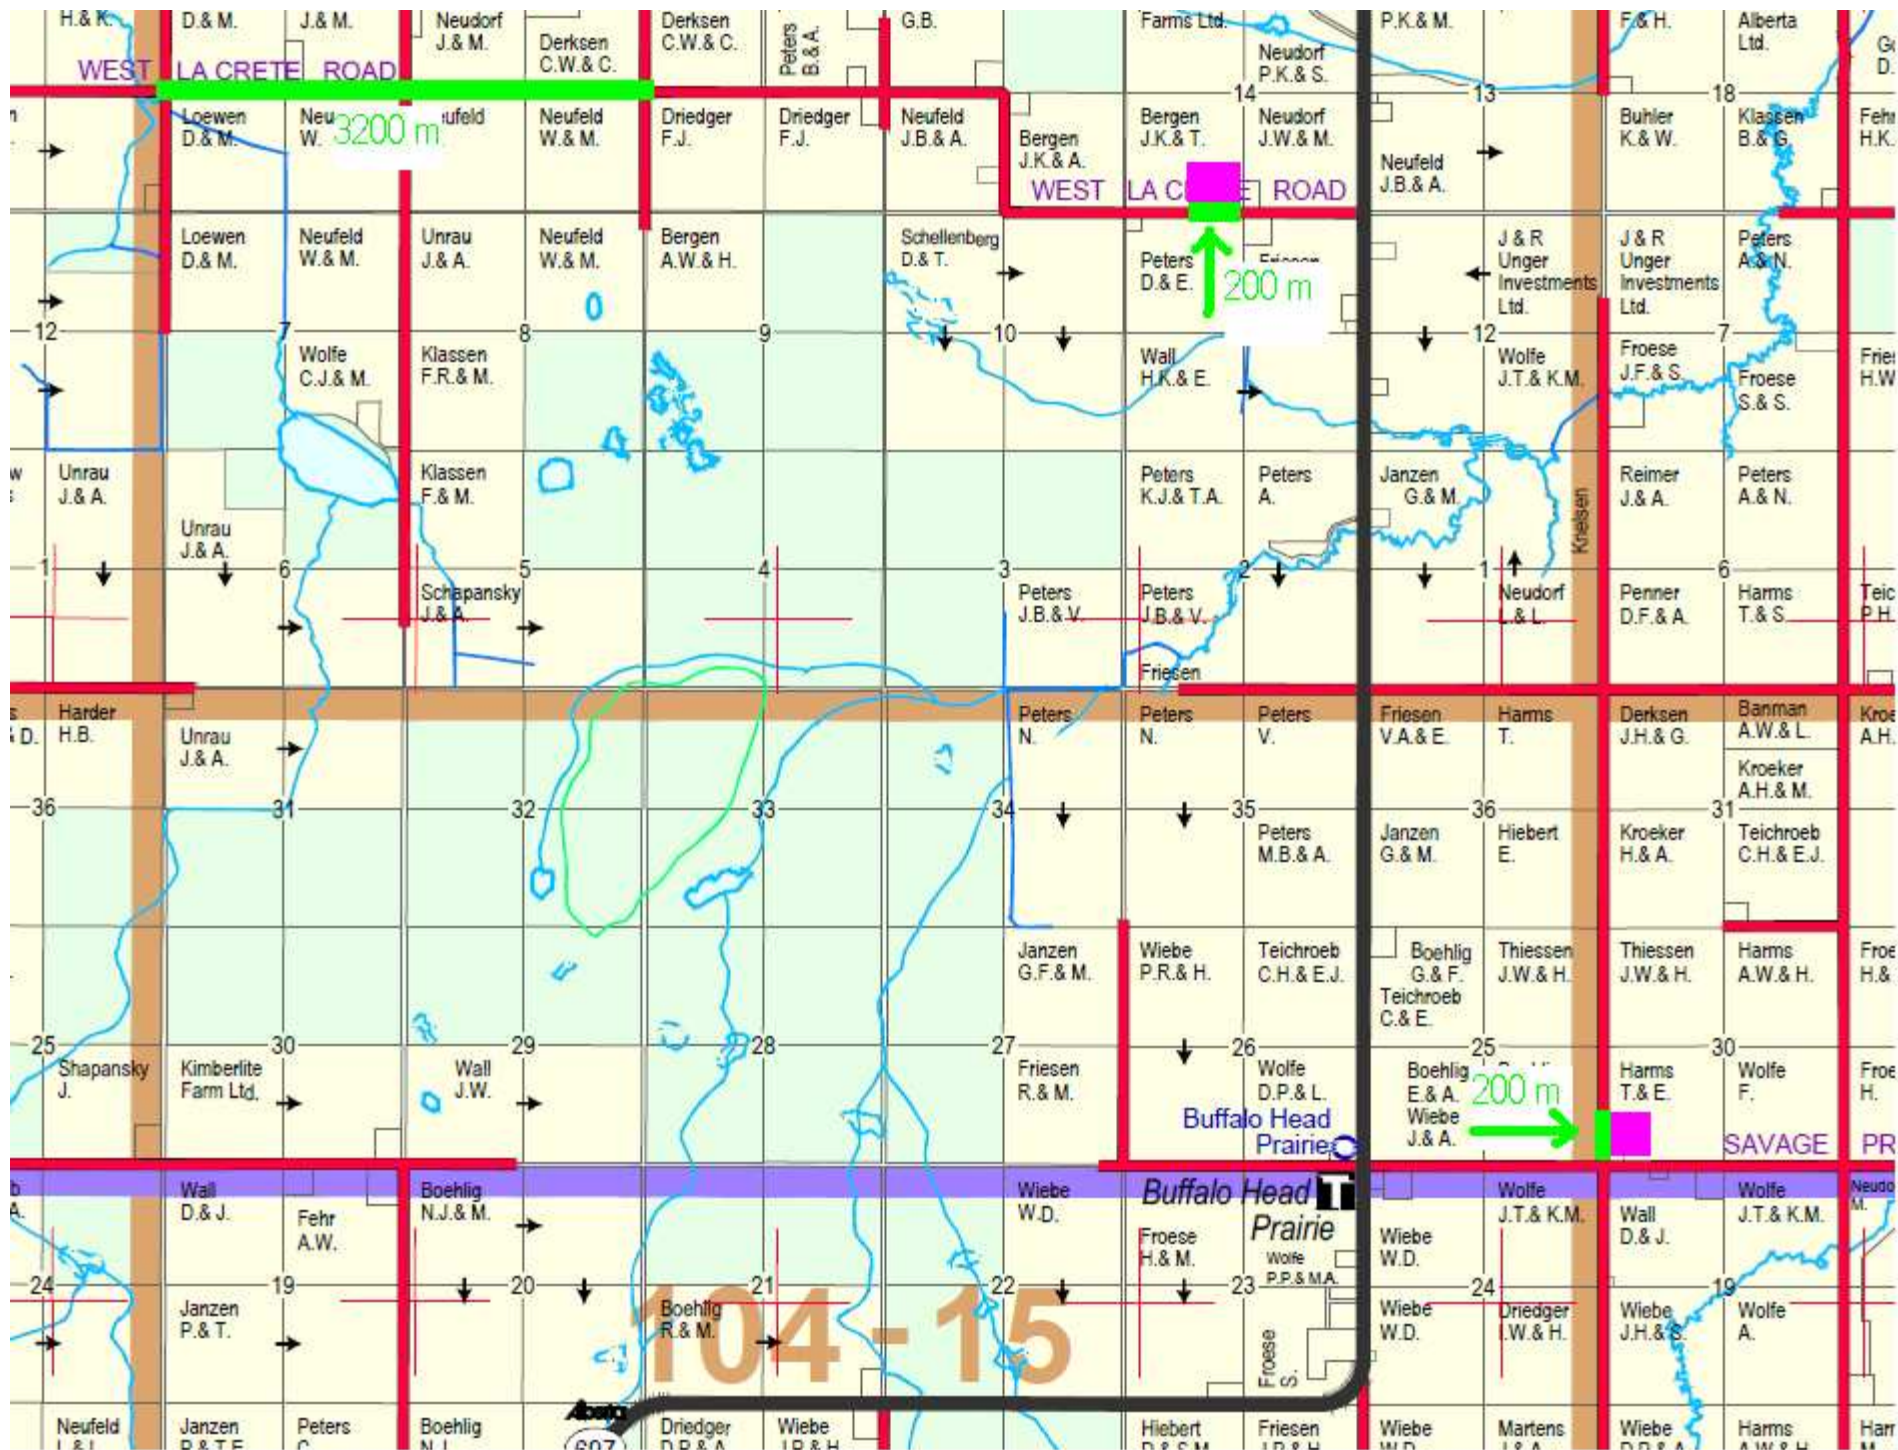 H.& K.
D.& M.
J.& M.
Neudorf
J.& M.
Derksen
C.W.& C.
Derksen
C.W.& C.
Peters
B.& A.
G.B.
Farms Ltd.
Neudorf
P.K.& S.
P.K.& M.
F.& H.
Alberta
Ltd.
D.
WEST LA CRETE ROAD
14
13
18
Loewen
D.& M.
W.
3200 m
Neufeld
W.& M.
Driedger
F.J.
Driedger
F.J.
Neufeld
J.B.& A.
Bergen
J.K.& A.
Bergen
J.K.& T.
Neudorf
J.W.& M.
Neufeld
J.B.& A.
Buhler
K.& W.
Klassen
B.& G.
H.K.
WEST LA ROAD
Loewen
D.& M.
Neufeld
W.& M.
Unrau
J.& A.
Neufeld
W.& M.
Bergen
A.W.& H.
Schellenberg
D.& T.
Peters
D.& E.
200 m
J & R
Unger
Investments
Ltd.
J & R
Unger
Investments
Ltd.
Peters
A.& N.
12
7
8
9
10
12
7
Wolfe
C.J.& M.
Klassen
F.R.& M.
Wall
H.K.& E.
Wolfe
J.T.& K.M.
Froese
J.F.& S.
Froese
S.& S.
H.W
Unrau
J.& A.
Unrau
J.& A.
Klassen
F.& M.
Peters
K.J.& T.A.
Peters
A.
Janzen
G.& M.
Knelsen
Reimer
J.& A.
Peters
A.& N.
1
6
5
4
3
2
1
6
Schapansky
J.& A.
Peters
J.B.& V.
Peters
J.B.& V.
Friesen
Neudorf
L.& L.
Penner
D.F.& A.
Harms
T.& S.
P.H.
& D.
Harder
H.B.
Unrau
J.& A.
Peters
N.
Peters
N.
Peters
V.
Friesen
V.A.& E.
Harms
T.
Derksen
J.H.& G.
Banman
A.W.& L.
Kroeker
A.H.& M.
A.H.
36
31
32
33
34
35
36
31
Peters
M.B.& A.
Janzen
G.& M.
Hiebert
E.
Kroeker
H.& A.
Teichroeb
C.H.& E.J.
Janzen
G.F.& M.
Wiebe
P.R.& H.
Teichroeb
C.H.& E.J.
Boehlig
G.& F.
Teichroeb
C.& E.
Thiessen
J.W.& H.
Thiessen
J.W.& H.
Harms
A.W.& H.
H.&
25
30
29
28
27
26
25
30
Shapansky
J.
Kimberlite
Farm Ltd.
Wall
J.W.
Friesen
R.& M.
Wolfe
D.P.& L.
Boehlig
E.& A.
Wiebe
J.& A.
200 m
Harms
T.& E.
Wolfe
F.
H.
Buffalo Head
Prairie
SAVAGE PR
A.
Wall
D.& J.
Fehr
A.W.
Boehlig
N.J.& M.
Wiebe
W.D.
Buffalo Head
Prairie
T
Froese
H.& M.
Wolfe
P.P.& M.A.
Wiebe
W.D.
Wolfe
J.T.& K.M.
Wall
D.& J.
Wolfe
J.T.& K.M.
M.
24
19
20
21
22
23
24
19
Janzen
P.& T.
Boehlig
R.& M.
104 - 15
Froese
S.
Wiebe
W.D.
Driedger
I.W.& H.
Wiebe
J.H.& S.
Wolfe
A.
Alberta
697
Neufeld
Janzen
Peters
Boehlig
Driedger
Wiebe
Hiebert
Friesen
Wiebe
Martens
Wiebe
Harms